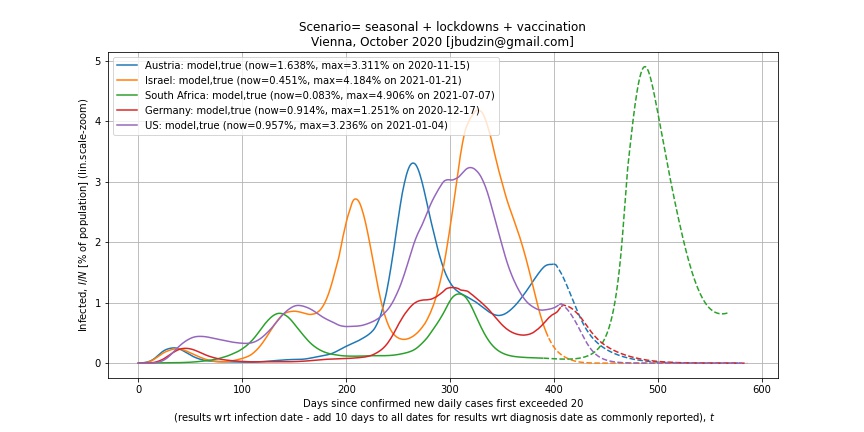 Scenario= seasonal + lockdowns + vaccination
Vienna, October 2020 [jbudzin@gmail.com]
Austria: model,true (now=1.638%, max=3.311% on 2020-11-15)
Israel: model,true (now=0.451%, max=4.184% on 2021-01-21)
South Africa: model,true (now=0.083%, max=4.906% on 2021-07-07)
Germany: model,true (now=0.914%, max=1.251% on 2020-12-17)
US: model,true (now=0.957%, max=3.236% on 2021-01-04)
Infected, I/N [% of population] (lin.scale-zoom)
5
4
3
2
1
0
0 100 200 300 400 500 600
Days since confirmed new daily cases first exceeded 20
(results wrt infection date - add 10 days to all dates for results wrt diagnosis date as commonly reported), t